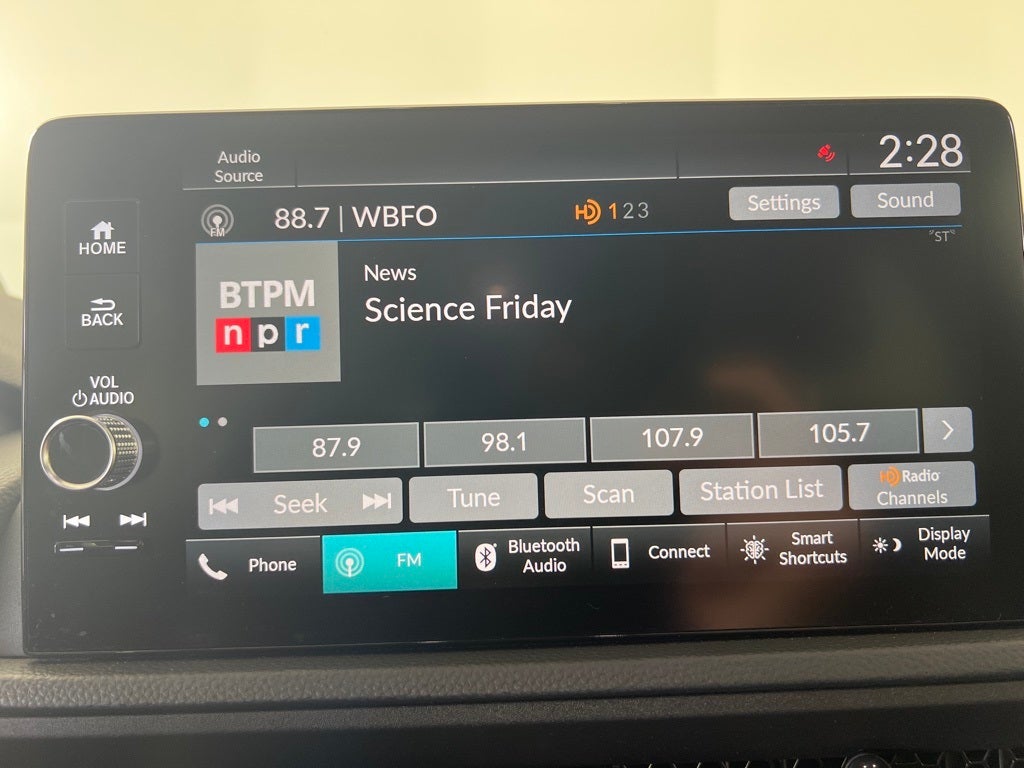 Audio
Source
2:28
FM
88.7 | WBFO
HD 1 2 3
Settings
Sound
"ST"
HOME
BACK
VOL
AUDIO
BTPM
npr
News
Science Friday
87.9
98.1
107.9
105.7
Seek
Tune
Scan
Station List
HD Radio
Channels
Phone
FM
Bluetooth
Audio
Connect
Smart
Shortcuts
Display
Mode